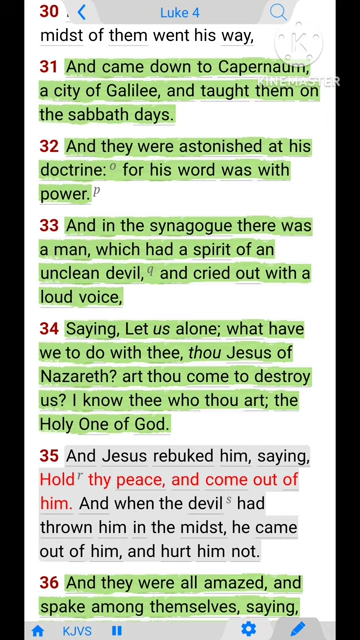 Luke 4
30
midst of them went his way,
31 And came down to Capernaum,
a city of Galilee, and taught them on
the sabbath days.
32 And they were astonished at his
doctrine: o for his word was with
power. p
33 And in the synagogue there was
a man, which had a spirit of an
unclean devil, q and cried out with a
loud voice,
34 Saying, Let us alone; what have
we to do with thee, thou Jesus of
Nazareth? art thou come to destroy
us? I know thee who thou art; the
Holy One of God.
35 And Jesus rebuked him, saying,
Hold r thy peace, and come out of
him. And when the devil s had
thrown him in the midst, he came
out of him, and hurt him not.
36 And they were all amazed, and
spake among themselves, saying,
KJVS
KINEMASTER